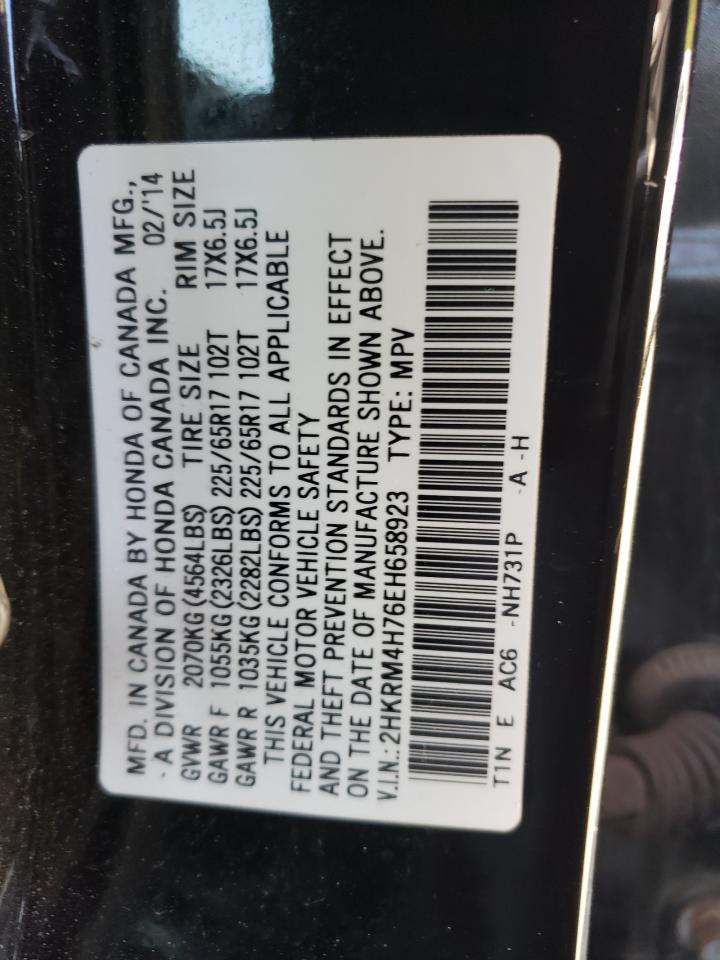 MFD. IN CANADA BY HONDA OF CANADA MFG.,
- A DIVISION OF HONDA CANADA INC. 02/'14
GVWR 2070KG(4564LBS) TIRE SIZE RIM SIZE
GAWR F 1055KG(2326LBS) 225/65R17 102T 17X6.5J
GAWR R 1035KG(2282LBS) 225/65R17 102T 17X6.5J
THIS VEHICLE CONFORMS TO ALL APPLICABLE
FEDERAL MOTOR VEHICLE SAFETY
AND THEFT PREVENTION STANDARDS IN EFFECT
ON THE DATE OF MANUFACTURE SHOWN ABOVE.
V.I.N.: 2HKRM4H76EH658923 TYPE: MPV
T1N E AC6 -NH731P -A -H